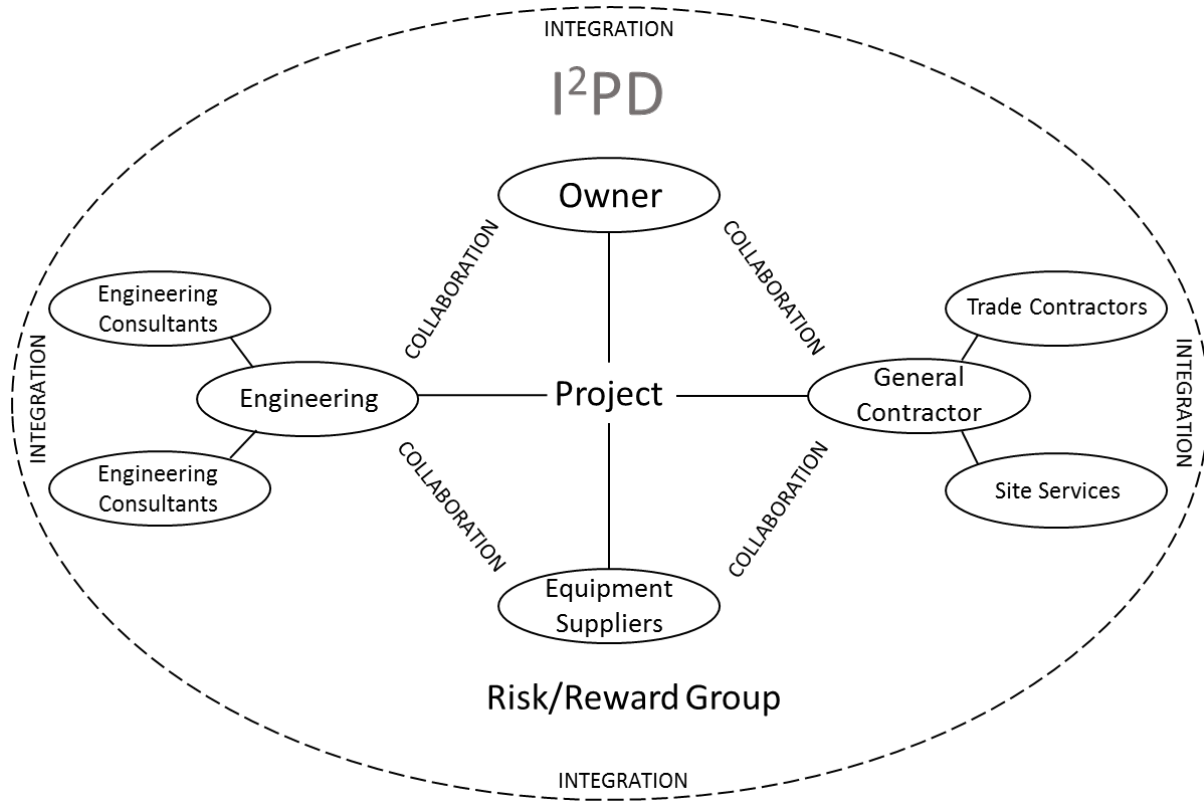 INTEGRATION
I²PD
Owner
COLLABORATION
COLLABORATION
Engineering
Consultants
Trade Contractors
INTEGRATION
Engineering
Project
General
Contractor
INTEGRATION
Engineering
Consultants
COLLABORATION
COLLABORATION
Site Services
Equipment
Suppliers
Risk/Reward Group
INTEGRATION